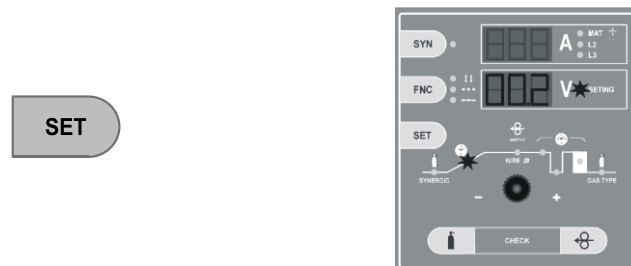 SET
SYN
A
MAT
L2
L3
FNC
00.2
V
SETING
SET
WIRE Ø
SYNERGIC
GAS TYPE
-
+
CHECK